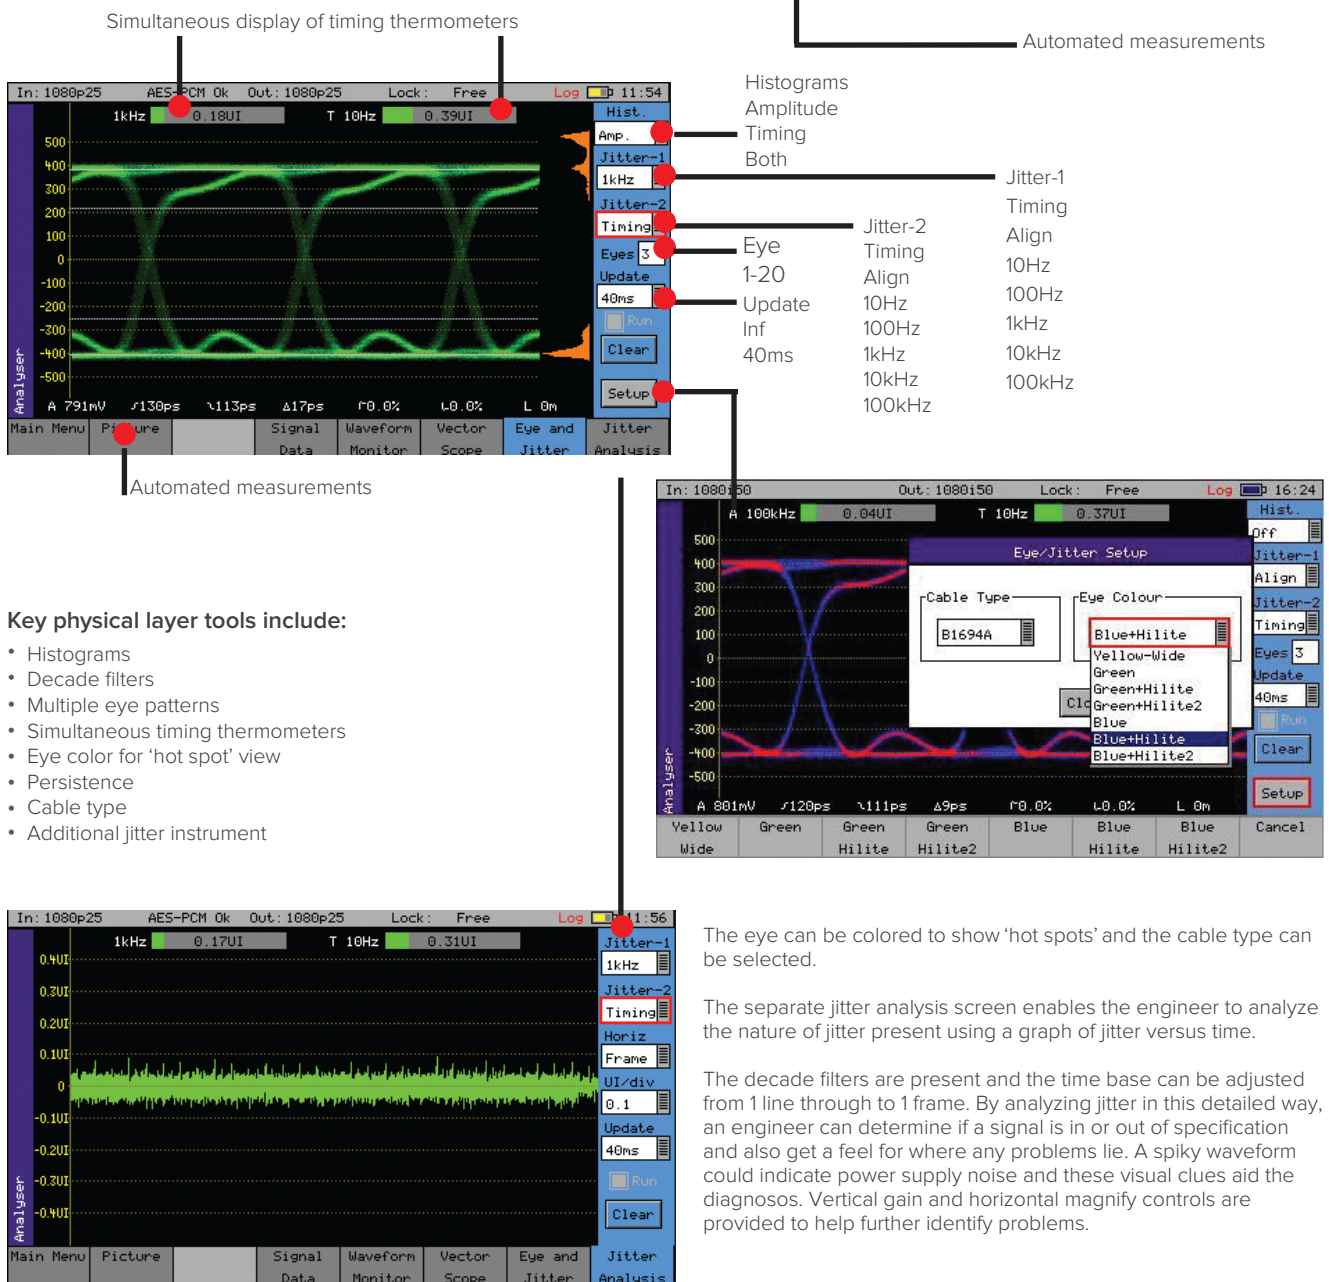 Simultaneous display of timing thermometers
Automated measurements
In: 1080p25 AES-PCM Ok Out: 1080p25 Lock: Free Log 11:54
1kHz 0.18UI T 10Hz 0.39UI
500
400
300
200
100
0
-100
-200
-300
-400
-500
Analyser
A 791mV 130ps 113ps Δ17ps 0.0% 0.0% L 0m
Hist.
Amp.
Jitter-1
1kHz
Jitter-2
Timing
Eyes 3
Update
40ms
Run
Clear
Setup
Main Menu Picture Signal Data Waveform Monitor Vector Scope Eye and Jitter Jitter Analysis
Histograms
Amplitude
Timing
Both
Jitter-1
Timing
Align
10Hz
100Hz
1kHz
10kHz
100kHz
Jitter-2
Timing
Align
10Hz
100Hz
1kHz
10kHz
100kHz
Eye
1-20
Update
Inf
40ms
Automated measurements
In: 1080i50 Out: 1080i50 Lock: Free Log 16:24
A 100kHz 0.04UI T 10Hz 0.37UI
500
400
300
200
100
0
-100
-200
-300
-400
-500
Analyser
Eye/Jitter Setup
Cable Type
B1694A
Eye Colour
Blue+Hilite
Yellow-Wide
Green
Green+Hilite
Green+Hilite2
Blue
Blue+Hilite
Blue+Hilite2
A 801mV 120ps 111ps Δ9ps 0.0% 0.0% L 0m
Hist.
Off
Jitter-1
Align
Jitter-2
Timing
Eyes 3
Update
40ms
Run
Clear
Setup
Yellow Wide Green Green Hilite Green Hilite2 Blue Blue Hilite Blue Hilite2 Cancel
Key physical layer tools include:
• Histograms
• Decade filters
• Multiple eye patterns
• Simultaneous timing thermometers
• Eye color for ‘hot spot’ view
• Persistence
• Cable type
• Additional jitter instrument
In: 1080p25 AES-PCM Ok Out: 1080p25 Lock: Free Log 11:56
1kHz 0.17UI T 10Hz 0.31UI
0.4UI
0.3UI
0.2UI
0.1UI
0
-0.1UI
-0.2UI
-0.3UI
-0.4UI
Analyser
Jitter-1
1kHz
Jitter-2
Timing
Horiz
Frame
UI/div
0.1
Update
40ms
Run
Clear
Main Menu Picture Signal Data Waveform Monitor Vector Scope Eye and Jitter Jitter Analysis
The eye can be colored to show ‘hot spots’ and the cable type can
be selected.
The separate jitter analysis screen enables the engineer to analyze
the nature of jitter present using a graph of jitter versus time.
The decade filters are present and the time base can be adjusted
from 1 line through to 1 frame. By analyzing jitter in this detailed way,
an engineer can determine if a signal is in or out of specification
and also get a feel for where any problems lie. A spiky waveform
could indicate power supply noise and these visual clues aid the
diagnosos. Vertical gain and horizontal magnify controls are
provided to help further identify problems.